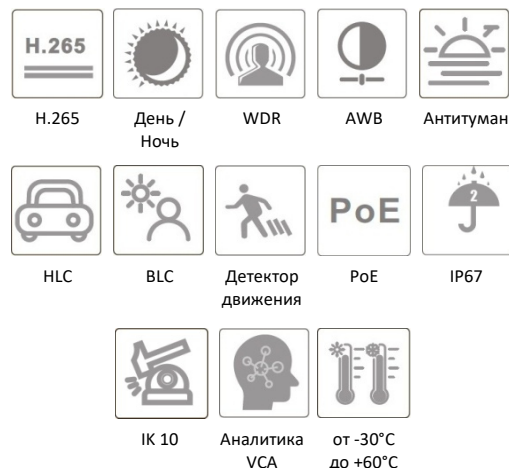 H.265
PoE
2
H.265
День /
Ночь
WDR
AWB
Антитуман
HLC
BLC
Детектор
движения
PoE
IP67
IK 10
Аналитика
VCA
от -30°C
до +60°C